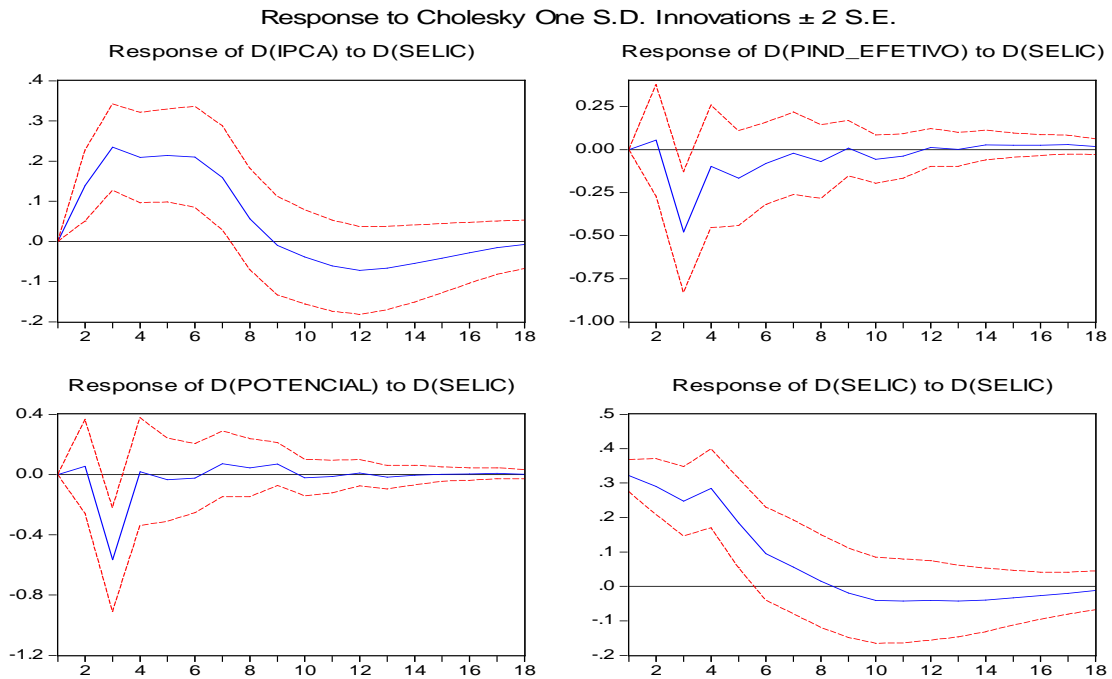 Response to Cholesky One S.D. Innovations ± 2 S.E.
Response of D(IPCA) to D(SELIC)
.4
.3
.2
.1
.0
-.1
-.2
2 4 6 8 10 12 14 16 18
Response of D(PIND_EFETIVO) to D(SELIC)
0.25
0.00
-0.25
-0.50
-0.75
-1.00
2 4 6 8 10 12 14 16 18
Response of D(POTENCIAL) to D(SELIC)
0.4
0.0
-0.4
-0.8
-1.2
2 4 6 8 10 12 14 16 18
Response of D(SELIC) to D(SELIC)
.5
.4
.3
.2
.1
.0
-.1
-.2
2 4 6 8 10 12 14 16 18